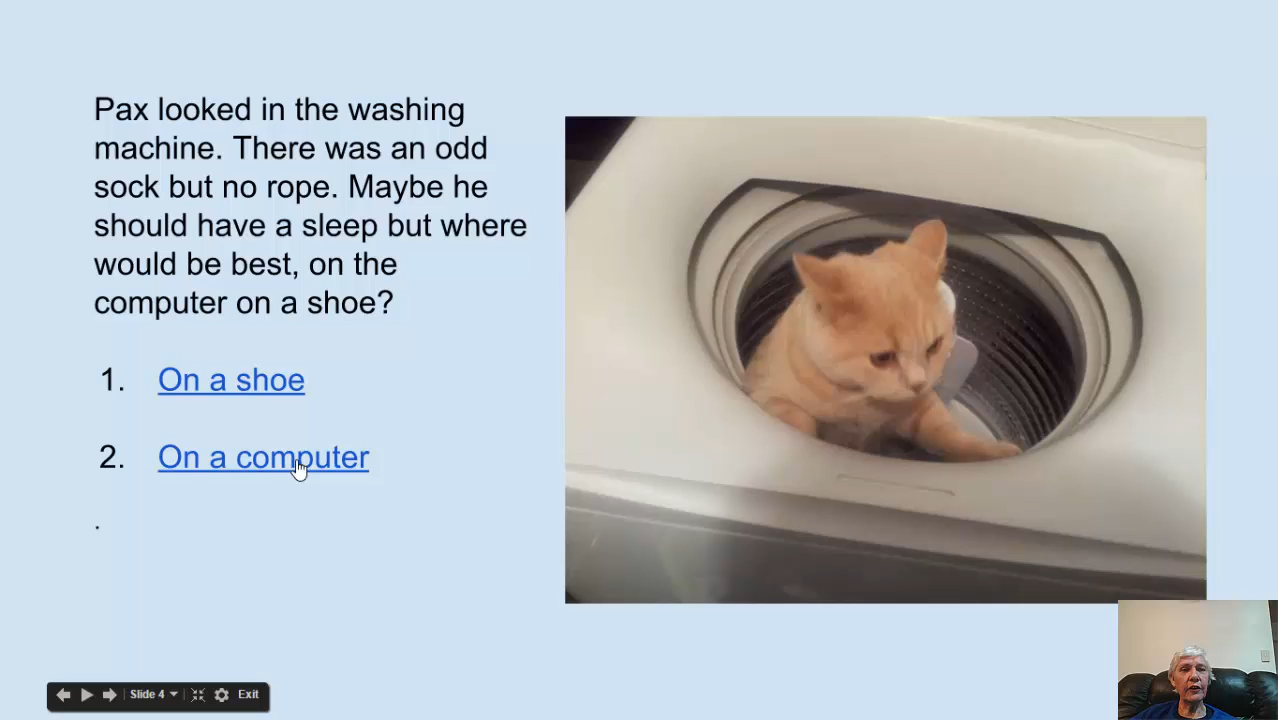 Pax looked in the washing
machine. There was an odd
sock but no rope. Maybe he
should have a sleep but where
would be best, on the
computer on a shoe?
1. On a shoe
2. On a computer
.
Slide 4
Exit